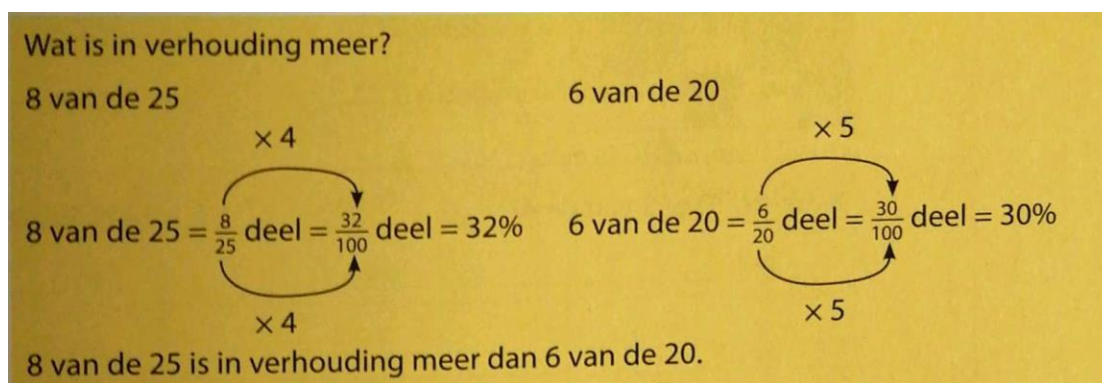 Wat is in verhouding meer?
8 van de 25
6 van de 20
× 4
× 5
8 van de 25 = 8/25 deel = 32/100 deel = 32%
6 van de 20 = 6/20 deel = 30/100 deel = 30%
× 4
× 5
8 van de 25 is in verhouding meer dan 6 van de 20.